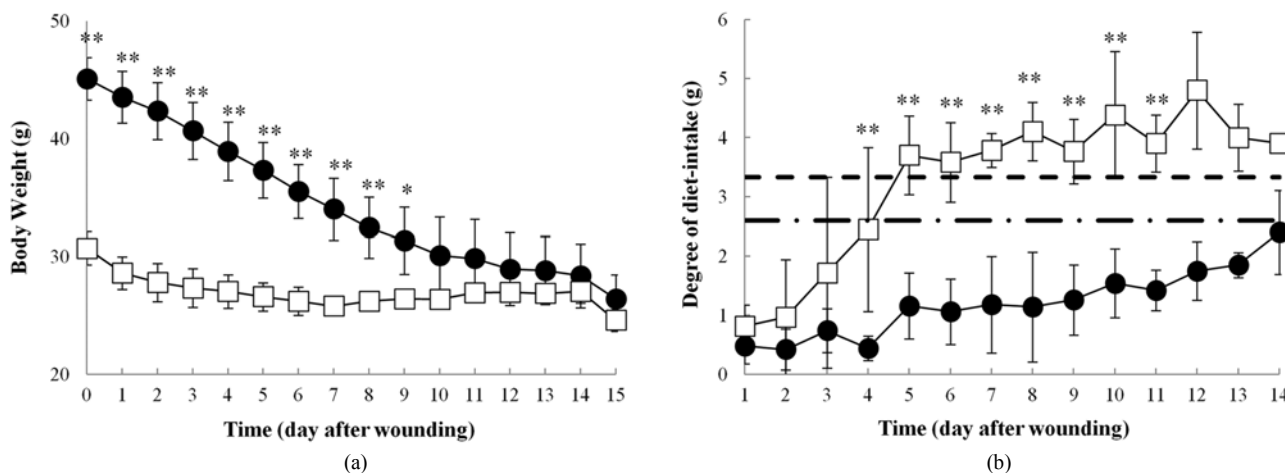 50
40
30
20
Body Weight (g)
** ** ** ** ** ** ** ** ** *
0 1 2 3 4 5 6 7 8 9 10 11 12 13 14 15
Time (day after wounding)
(a)
6
5
4
3
2
1
0
Degree of diet-intake (g)
** ** ** ** ** ** ** **
1 2 3 4 5 6 7 8 9 10 11 12 13 14
Time (day after wounding)
(b)